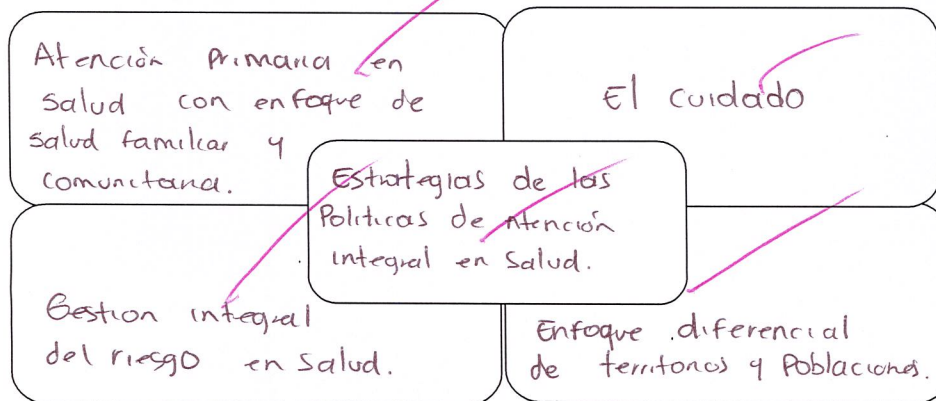 Atención Primaria en
salud con enfoque de
salud familiar y
comunitaria.
El cuidado
Estrategias de las
Politicas de Atención
integral en Salud.
Gestion integral
del riesgo en salud.
Enfoque diferencial
de territorios y Poblaciones.